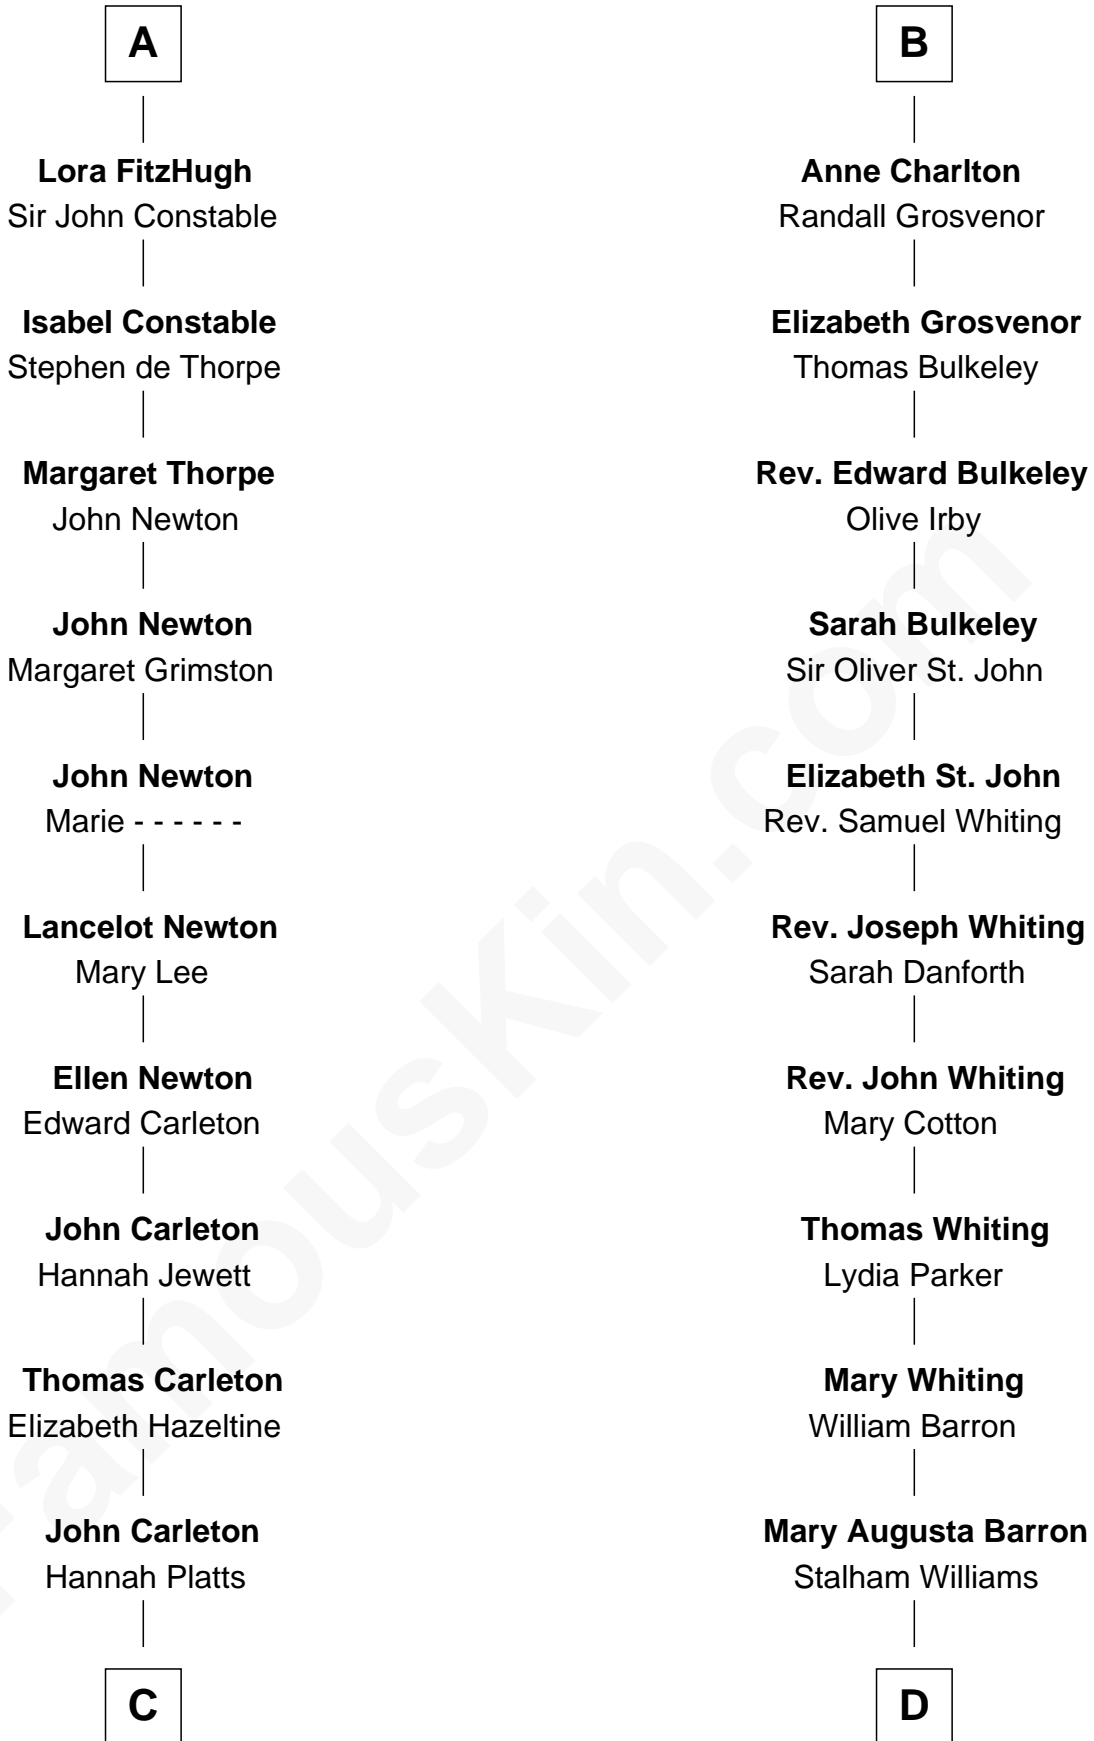 A
B
Lora FitzHugh
Sir John Constable
Anne Charlton
Randall Grosvenor
Isabel Constable
Stephen de Thorpe
Elizabeth Grosvenor
Thomas Bulkeley
Margaret Thorpe
John Newton
Rev. Edward Bulkeley
Olive Irby
John Newton
Margaret Grimston
Sarah Bulkeley
Sir Oliver St. John
John Newton
Marie - - - - - -
Elizabeth St. John
Rev. Samuel Whiting
Lancelot Newton
Mary Lee
Rev. Joseph Whiting
Sarah Danforth
Ellen Newton
Edward Carleton
Rev. John Whiting
Mary Cotton
John Carleton
Hannah Jewett
Thomas Whiting
Lydia Parker
Thomas Carleton
Elizabeth Hazeltine
Mary Whiting
William Barron
John Carleton
Hannah Platts
Mary Augusta Barron
Stalham Williams
C
D
FamousKin.com